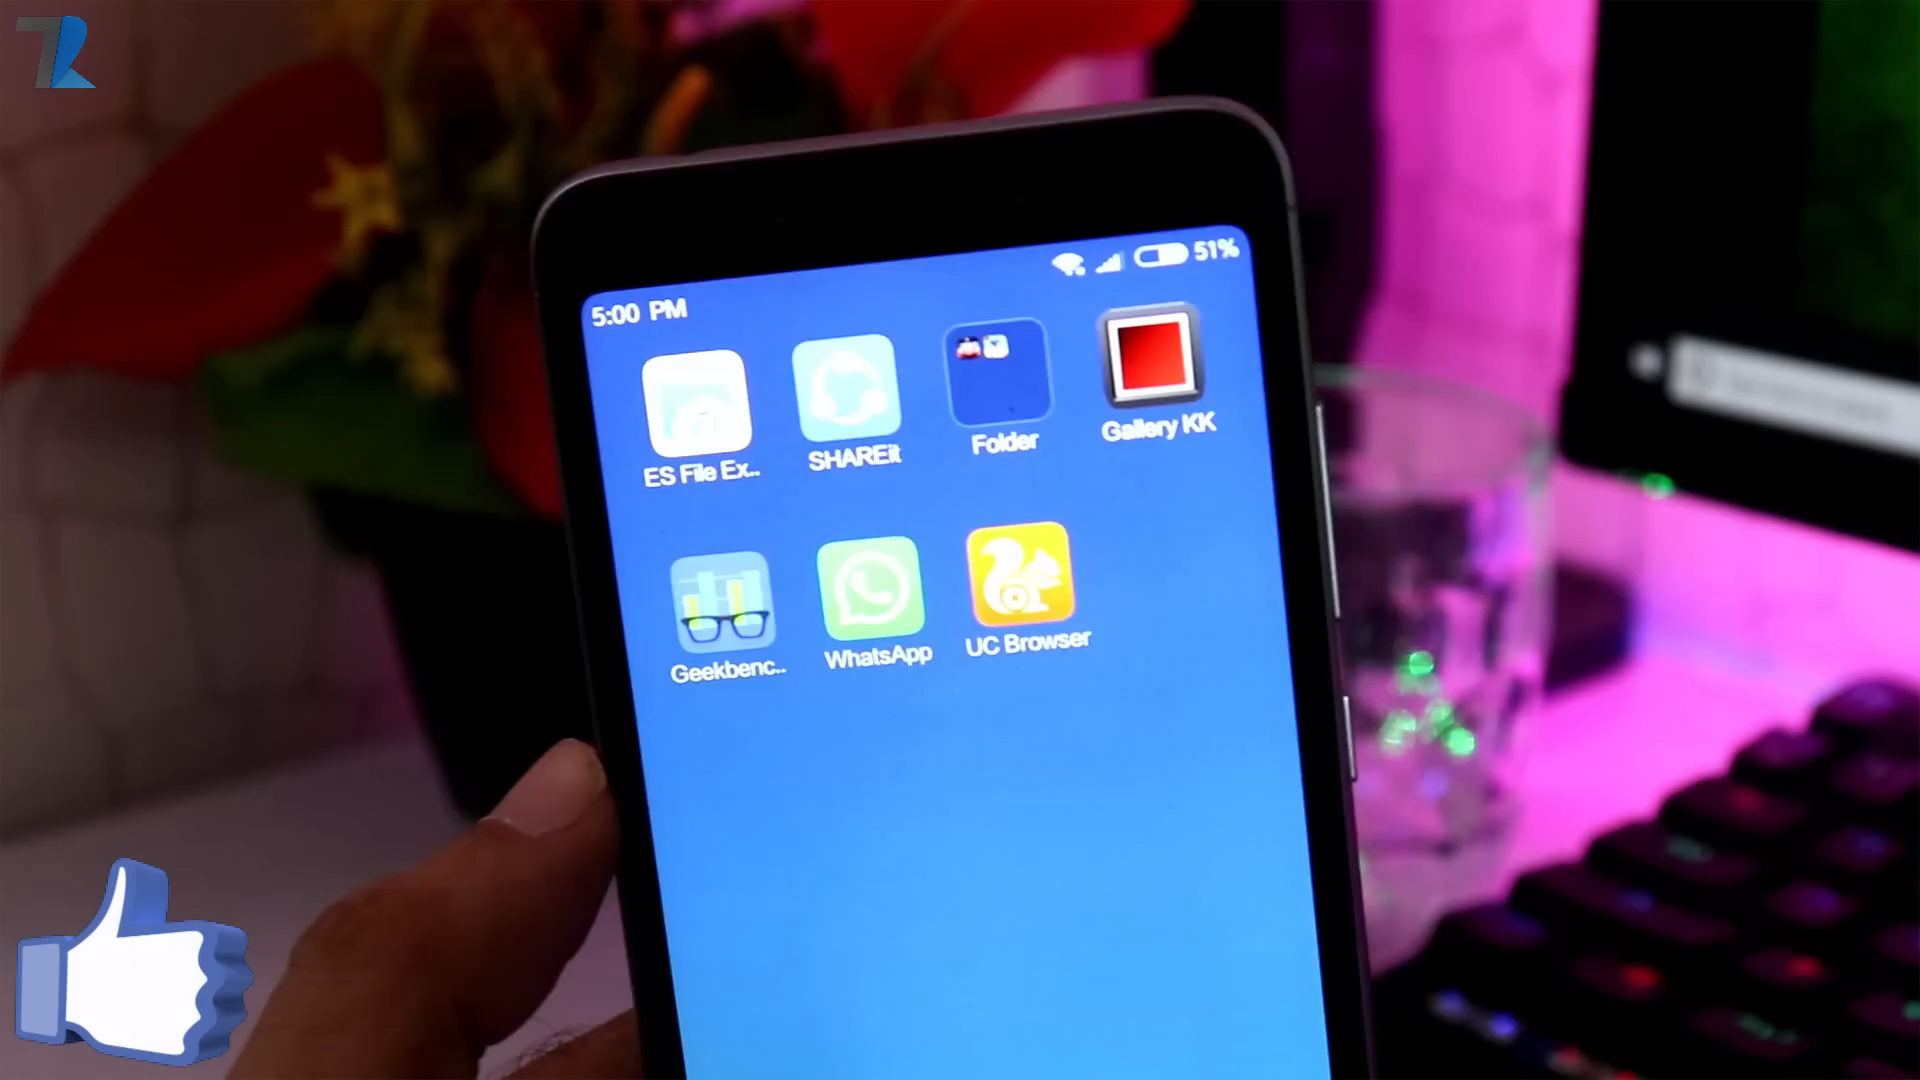 5:00 PM
51%
ES File Ex..
SHAREit
Folder
Gallery KK
Geekbenc..
WhatsApp
UC Browser